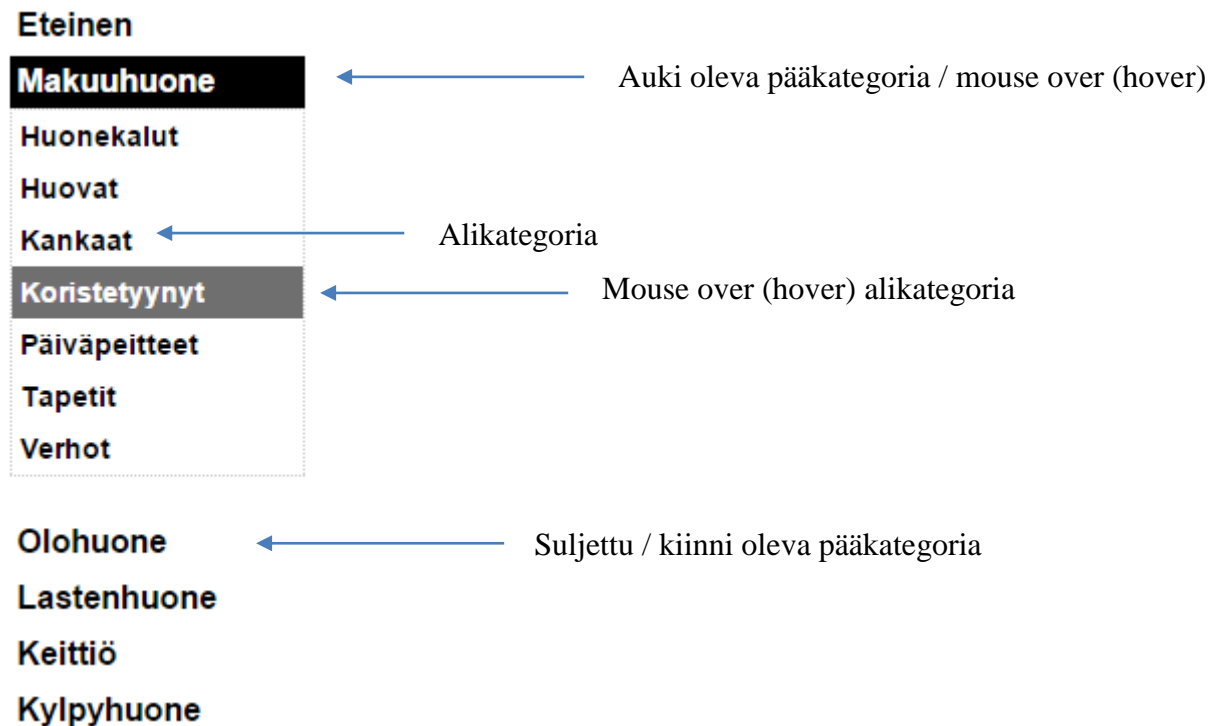 Eteinen
Makuuhuone
Auki oleva pääkategoria / mouse over (hover)
Huonekalut
Huovat
Kankaat
Alikategoria
Koristetyynyt
Mouse over (hover) alikategoria
Päiväpeitteet
Tapetit
Verhot
Olohuone
Suljettu / kiinni oleva pääkategoria
Lastenhuone
Keittiö
Kylpyhuone